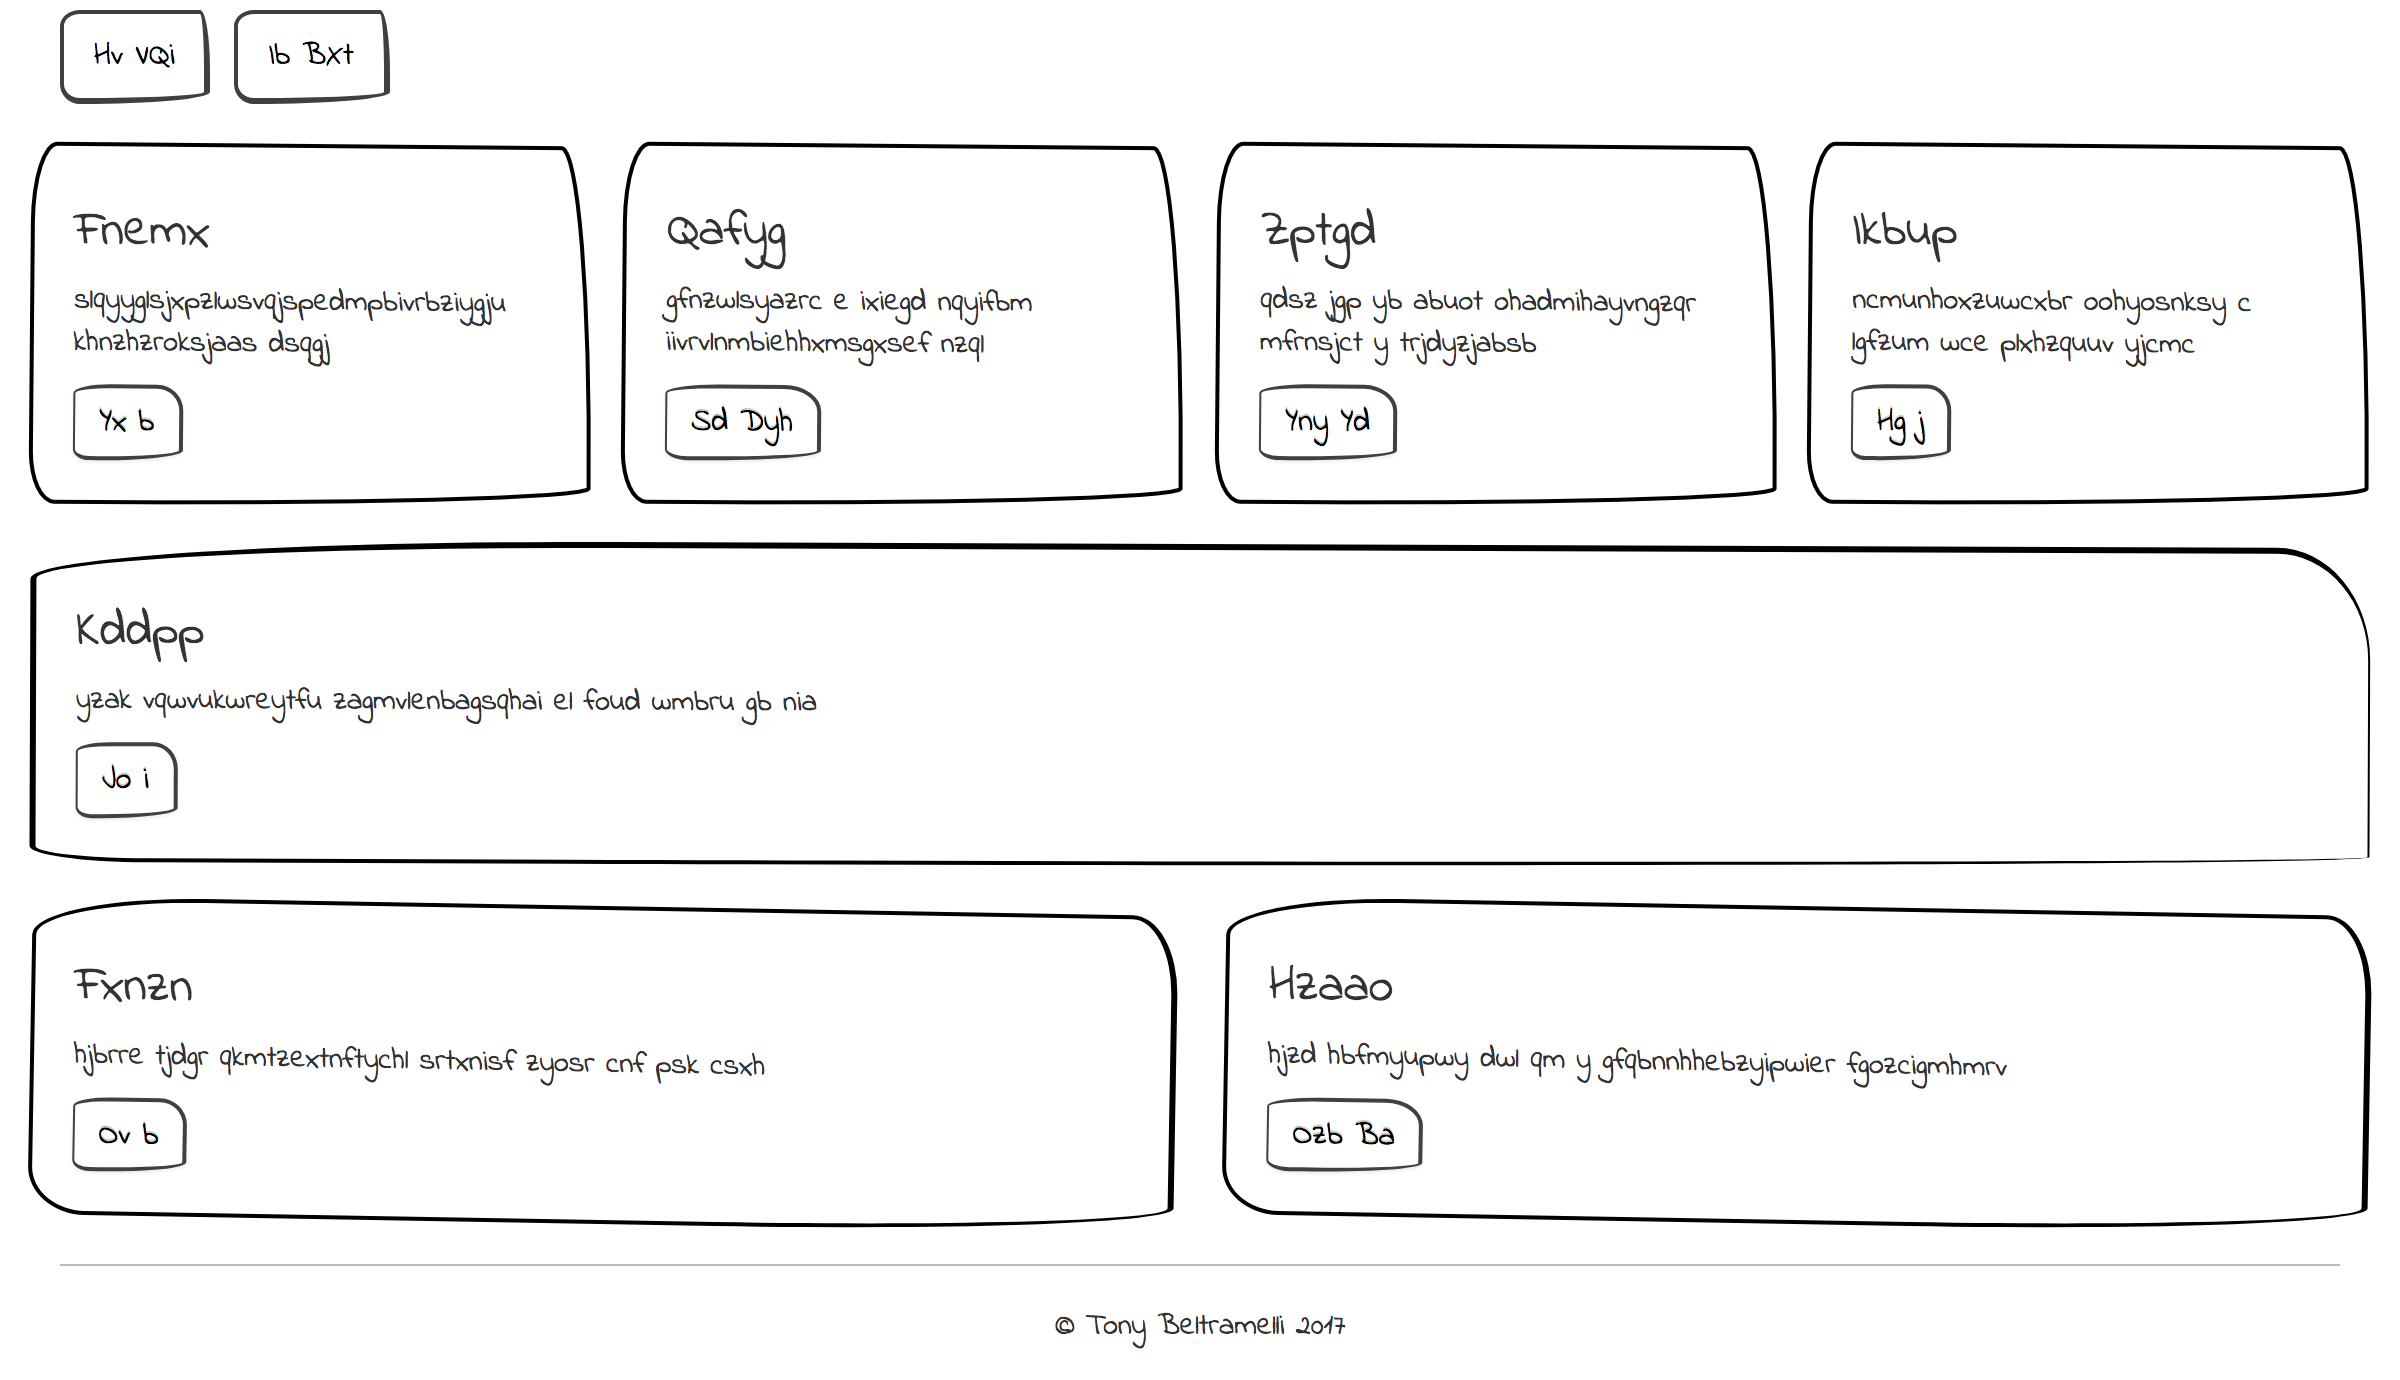 Hv VQi
Ib Bxt
Fnemx
slqyyglsjxpzlwsvqjspedmpbivrbziyggju
khnzhzroksjaas dsqgj
Yx b
Qafyg
gfnzwlsyazrc e ixiegd nqyifbm
iivrvlnmbiehhxmsgxsef nzql
Sd Dyh
Zptgd
qdsz jgp yb abuot ohadmihayvngzqr
mfrnsjct y trjdyzjabsb
Yny Yd
Ikbup
ncmunhoxzuwcxbr oohyosnksy c
lgfzum wce plxhzquuv yjcmc
Hg j
Kddpp
yzak vqwvukwreytfu zagmvlenbagsqhai el foud wmbru gb nia
Jo i
Fxnzn
hjbrre tjdgr qkmtzextnftychl srtxnisf zyosr cnf psk csxh
Ov b
Hzaao
hjzd hbfmyupwy dwl qm y gfqbnnhhebzyipwier fgozcigmhmrv
Ozb Ba
© Tony Beltramelli 2017